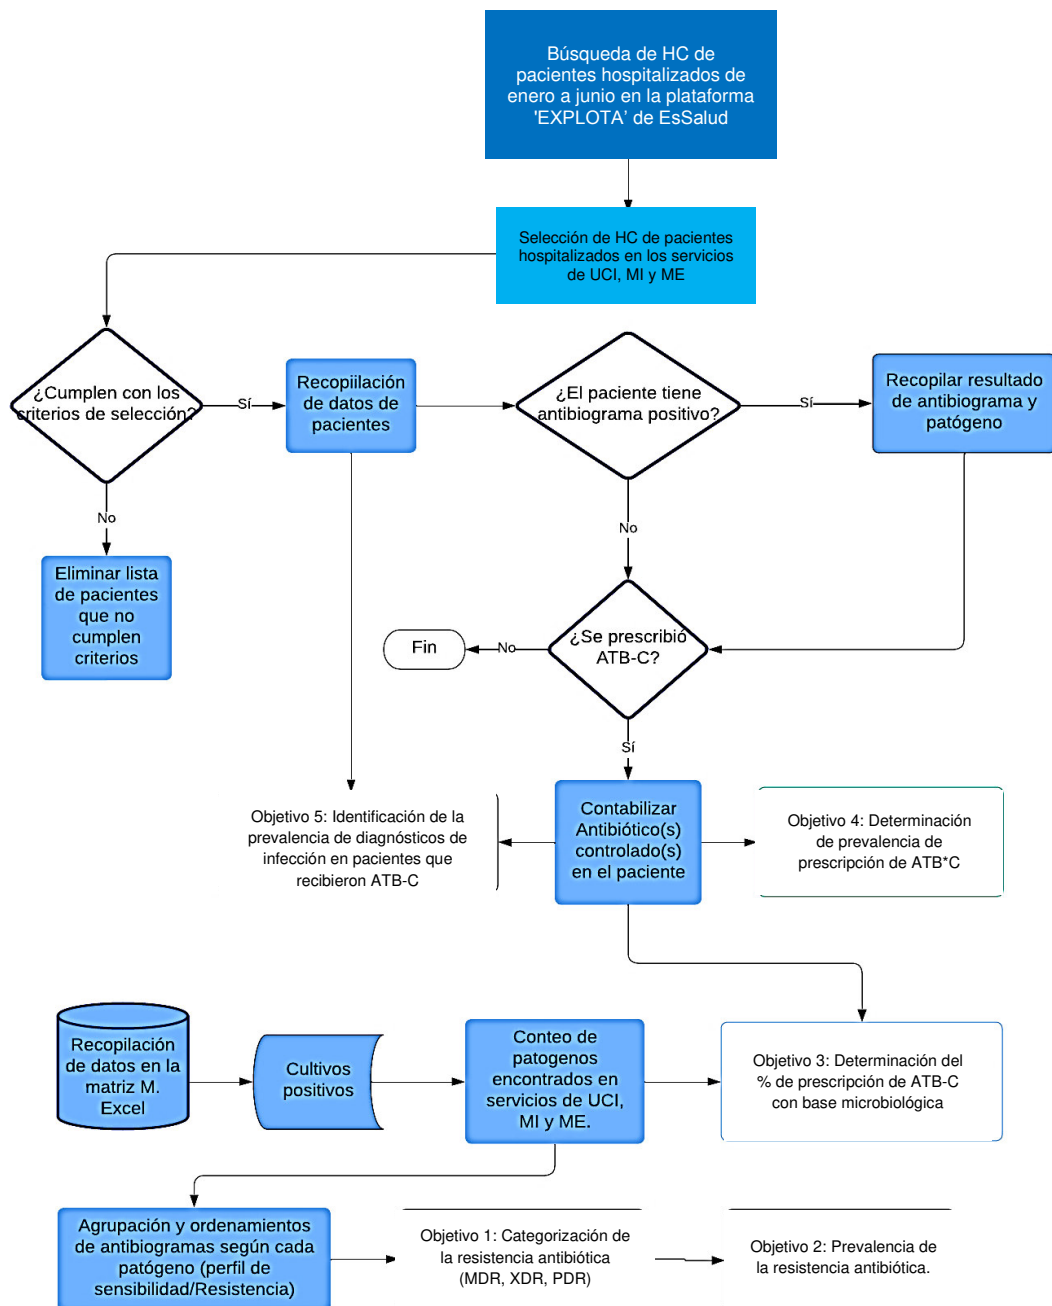 Búsqueda de HC de
pacientes hospitalizados de
enero a junio en la plataforma
'EXPLOTA’ de EsSalud
Selección de HC de pacientes
hospitalizados en los servicios
de UCI, MI y ME
¿Cumplen con los
criterios de selección?
Sí
Recopiilación
de datos de
pacientes
¿El paciente tiene
antibiograma positivo?
Sí
Recopilar resultado
de antibiograma y
patógeno
No
No
Eliminar lista
de pacientes
que no
cumplen
criterios
¿Se prescribió
ATB-C?
No
Fin
Sí
Objetivo 5: Identificación de la
prevalencia de diagnósticos de
infección en pacientes que
recibieron ATB-C
Contabilizar
Antibiótico(s)
controlado(s)
en el paciente
Objetivo 4: Determinación
de prevalencia de
prescripción de ATB*C
Recopilación
de datos en la
matriz M.
Excel
Cultivos
positivos
Conteo de
patogenos
encontrados en
servicios de UCI,
MI y ME.
Objetivo 3: Determinación del
% de prescripción de ATB-C
con base microbiológica
Agrupación y ordenamientos
de antibiogramas según cada
patógeno (perfil de
sensibilidad/Resistencia)
Objetivo 1: Categorización de
la resistencia antibiótica
(MDR, XDR, PDR)
Objetivo 2: Prevalencia de
la resistencia antibiótica.